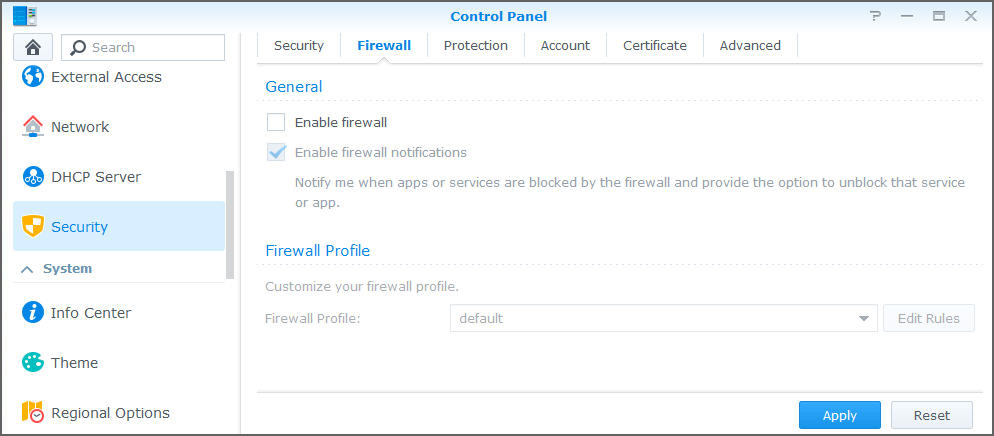 Control Panel
Search
External Access
Network
DHCP Server
Security
System
Info Center
Theme
Regional Options
Security
Firewall
Protection
Account
Certificate
Advanced
General
Enable firewall
Enable firewall notifications
Notify me when apps or services are blocked by the firewall and provide the option to unblock that service
or app.
Firewall Profile
Customize your firewall profile.
Firewall Profile:
default
Edit Rules
Apply
Reset